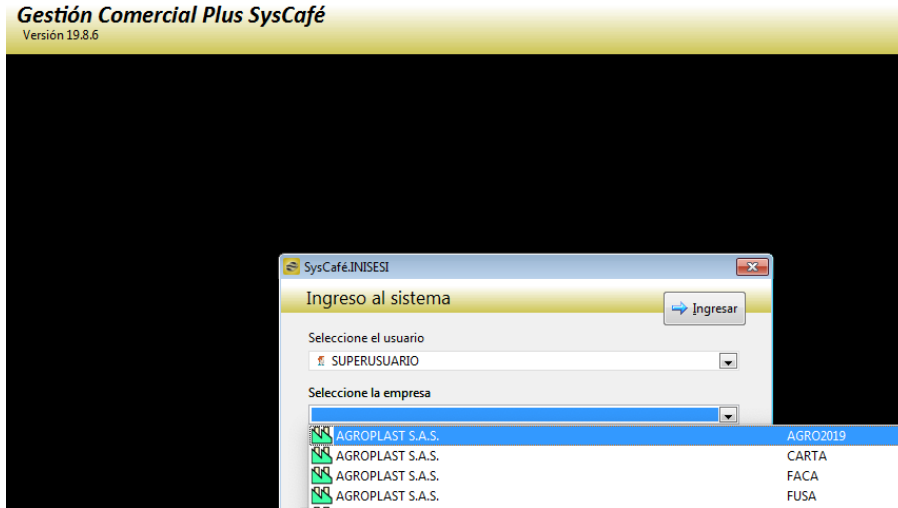 Gestión Comercial Plus SysCafé
Versión 19.8.6
SysCafé.INISESI
Ingreso al sistema
Ingresar
Seleccione el usuario
SUPERUSUARIO
Seleccione la empresa
AGROPLAST S.A.S. AGRO2019
AGROPLAST S.A.S. CARTA
AGROPLAST S.A.S. FACA
AGROPLAST S.A.S. FUSA